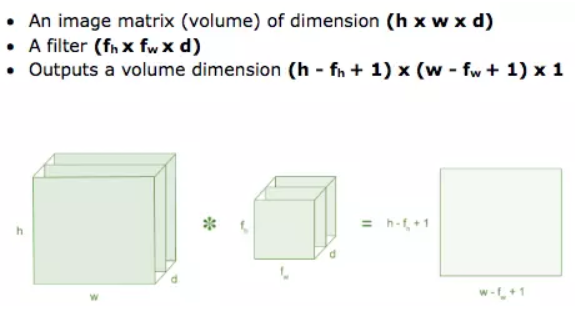 • An image matrix (volume) of dimension (h x w x d)
• A filter (fh x fw x d)
• Outputs a volume dimension (h - fh + 1) x (w - fw + 1) x 1
h
w
d
*
fh
fw
d
=
h - fh + 1
w - fw + 1